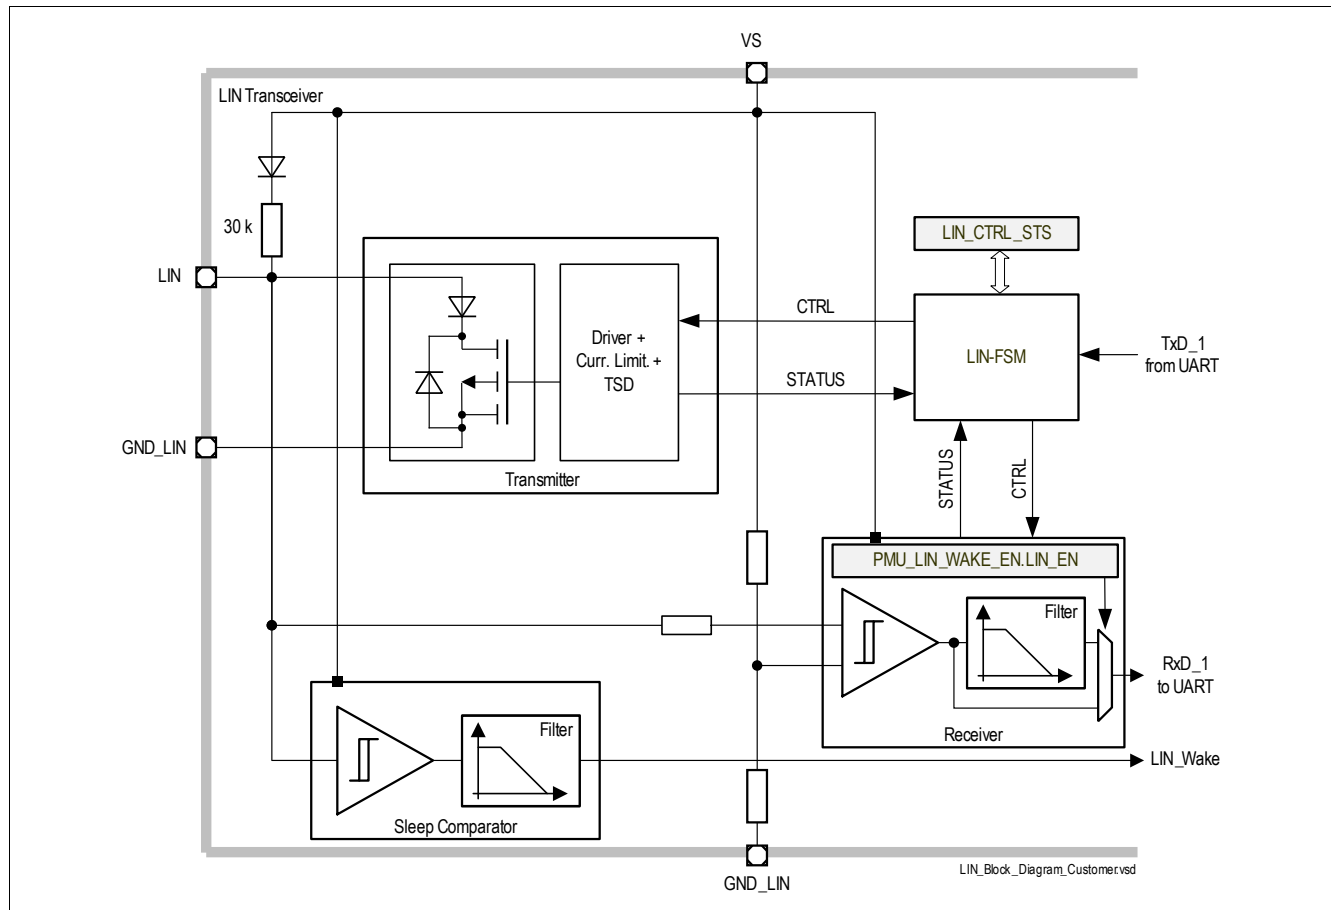 VS
LIN Transceiver
30 k
LIN
GND_LIN
Driver +
Curr. Limit. +
TSD
Transmitter
CTRL
STATUS
LIN_CTRL_STS
LIN-FSM
TxD_1
from UART
STATUS
CTRL
PMU_LIN_WAKE_EN.LIN_EN
Filter
Receiver
RxD_1
to UART
Filter
Sleep Comparator
LIN_Wake
GND_LIN
LIN_Block_Diagram_Customer.vsd